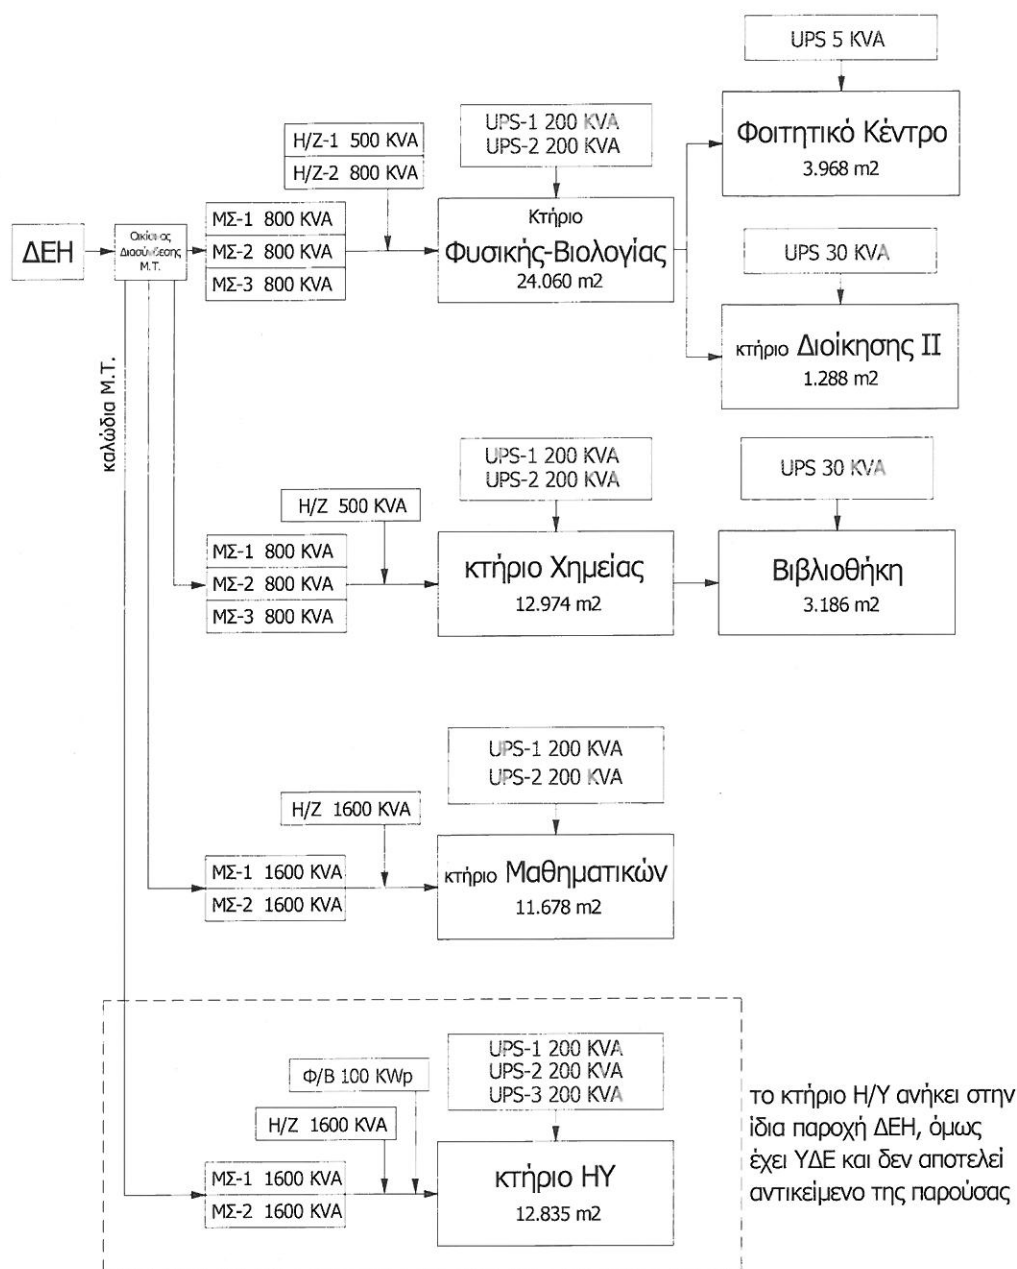 UPS 5 KVA
Φοιτητικό Κέντρο
3.968 m2
Η/Ζ-1 500 KVA
Η/Ζ-2 800 KVA
UPS-1 200 KVA
UPS-2 200 KVA
ΔΕΗ
Οικίσκος
Διασύνδεσης
Μ.Τ.
ΜΣ-1 800 KVA
ΜΣ-2 800 KVA
ΜΣ-3 800 KVA
Κτήριο
Φυσικής-Βιολογίας
24.060 m2
UPS 30 KVA
κτήριο Διοίκησης ΙΙ
1.288 m2
καλώδια Μ.Τ.
UPS-1 200 KVA
UPS-2 200 KVA
UPS 30 KVA
Η/Ζ 500 KVA
ΜΣ-1 800 KVA
ΜΣ-2 800 KVA
ΜΣ-3 800 KVA
κτήριο Χημείας
12.974 m2
Βιβλιοθήκη
3.186 m2
UPS-1 200 KVA
UPS-2 200 KVA
Η/Ζ 1600 KVA
ΜΣ-1 1600 KVA
ΜΣ-2 1600 KVA
κτήριο Μαθηματικών
11.678 m2
UPS-1 200 KVA
UPS-2 200 KVA
UPS-3 200 KVA
Φ/Β 100 KWp
Η/Ζ 1600 KVA
ΜΣ-1 1600 KVA
ΜΣ-2 1600 KVA
κτήριο ΗΥ
12.835 m2
το κτήριο Η/Υ ανήκει στην
ίδια παροχή ΔΕΗ, όμως
έχει ΥΔΕ και δεν αποτελεί
αντικείμενο της παρούσας